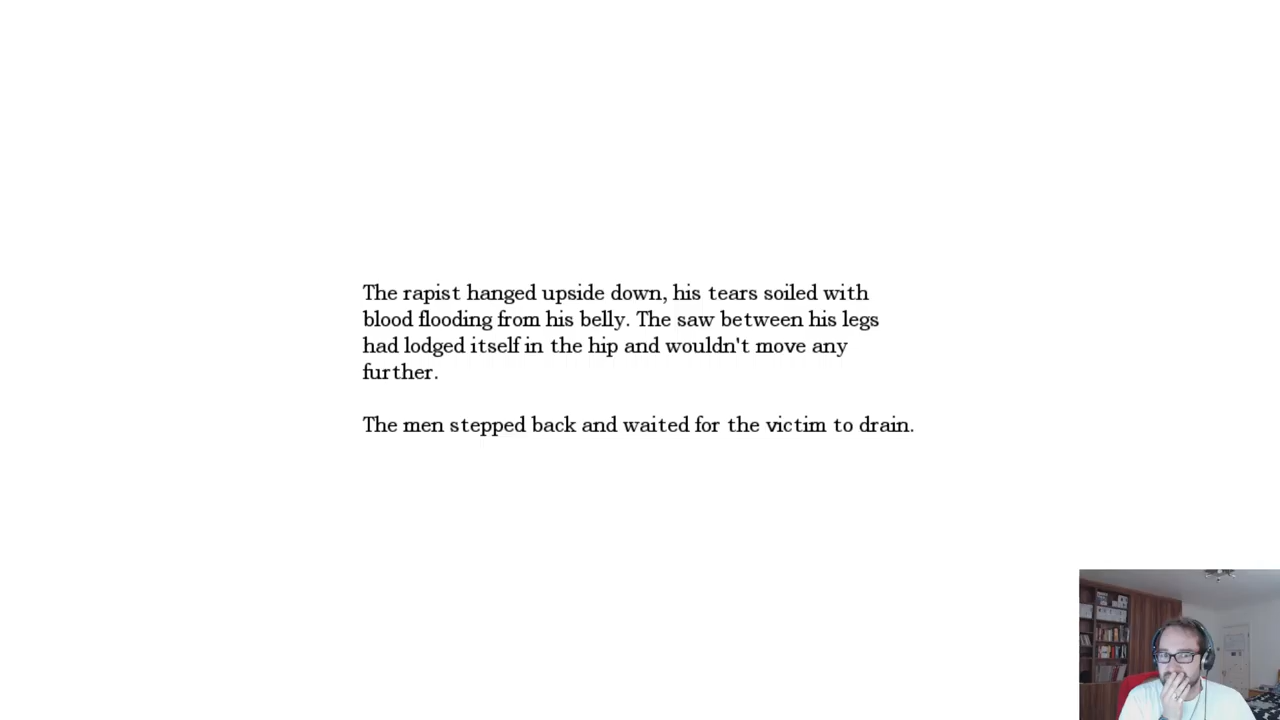 The rapist hanged upside down, his tears soiled with
blood flooding from his belly. The saw between his legs
had lodged itself in the hip and wouldn't move any
further.
The men stepped back and waited for the victim to drain.